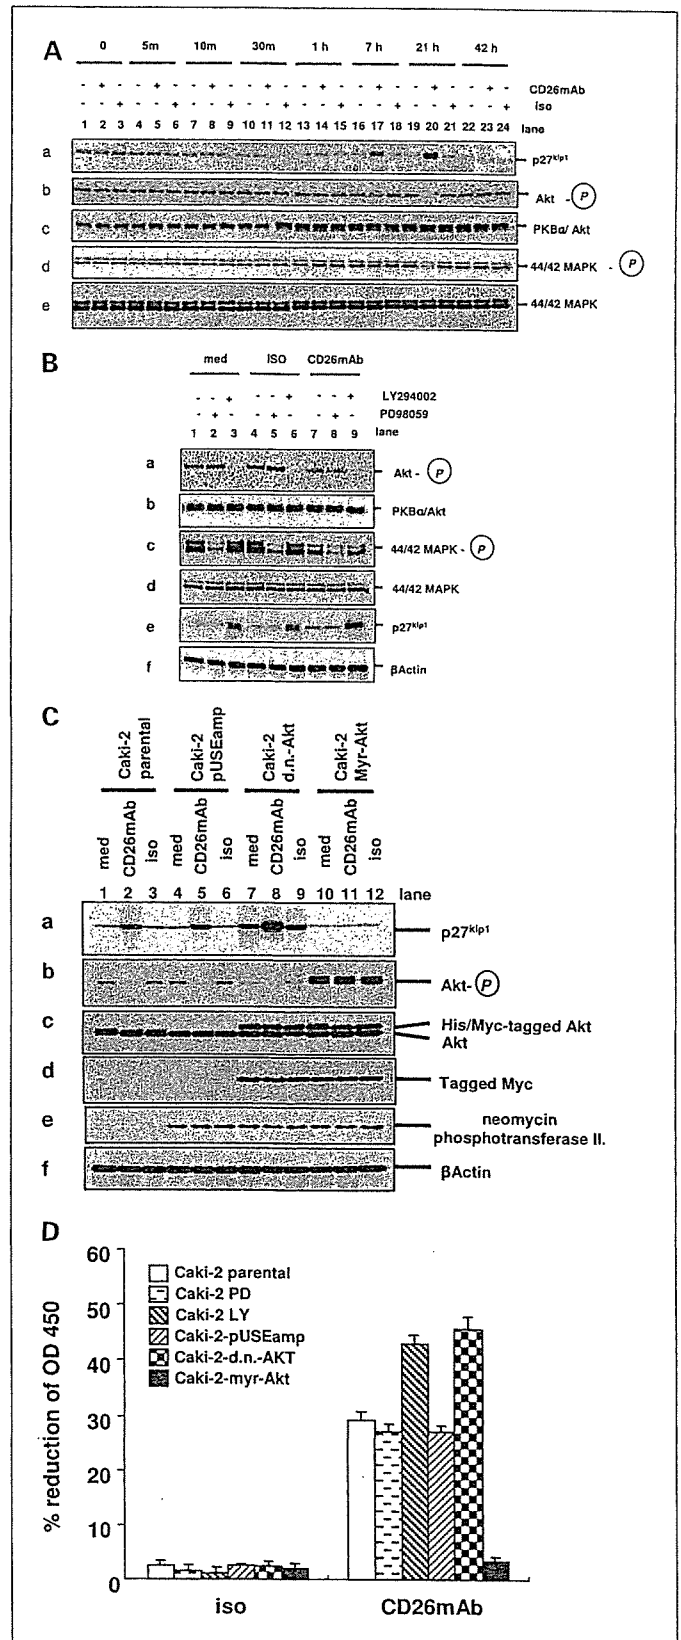 A
0 5m 10m 30m 1 h 7 h 21 h 42 h
- + - - + - - + - - + - - + - - + - - + - - + - CD26mAb
- - + - - + - - + - - + - - + - - + - - + - - + iso
1 2 3 4 5 6 7 8 9 10 11 12 13 14 15 16 17 18 19 20 21 22 23 24 lane
a p27kip1
b Akt - P
c PKBα/ Akt
d 44/42 MAPK - P
e 44/42 MAPK
B
med ISO CD26mAb
- - + - - + - - + LY294002
- + - - + - - + - PD98059
1 2 3 4 5 6 7 8 9 lane
a Akt - P
b PKBα/Akt
c 44/42 MAPK - P
d 44/42 MAPK
e p27kip1
f βActin
C
Caki-2 parental
Caki-2 pUSEamp
Caki-2 d.n.-Akt
Caki-2 Myr-Akt
med CD26mAb iso med CD26mAb iso med CD26mAb iso med CD26mAb iso
1 2 3 4 5 6 7 8 9 10 11 12 lane
a p27kip1
b Akt- P
c His/Myc-tagged Akt
Akt
d Tagged Myc
e neomycin
phosphotransferase II.
f βActin
D
% reduction of OD 450
60
50
40
30
20
10
0
Caki-2 parental
Caki-2 PD
Caki-2 LY
Caki-2-pUSEamp
Caki-2-d.n.-AKT
Caki-2-myr-Akt
iso CD26mAb